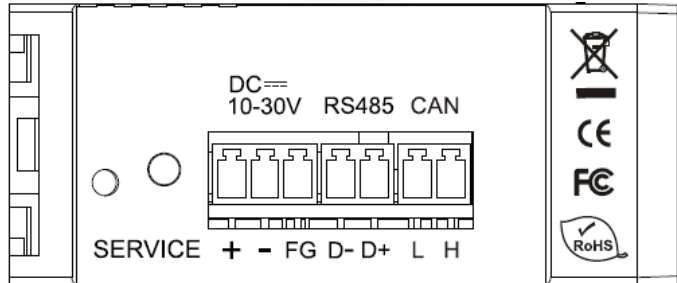 DC
10-30V RS485 CAN
SERVICE + - FG D- D+ L H
CE
FC
RoHS